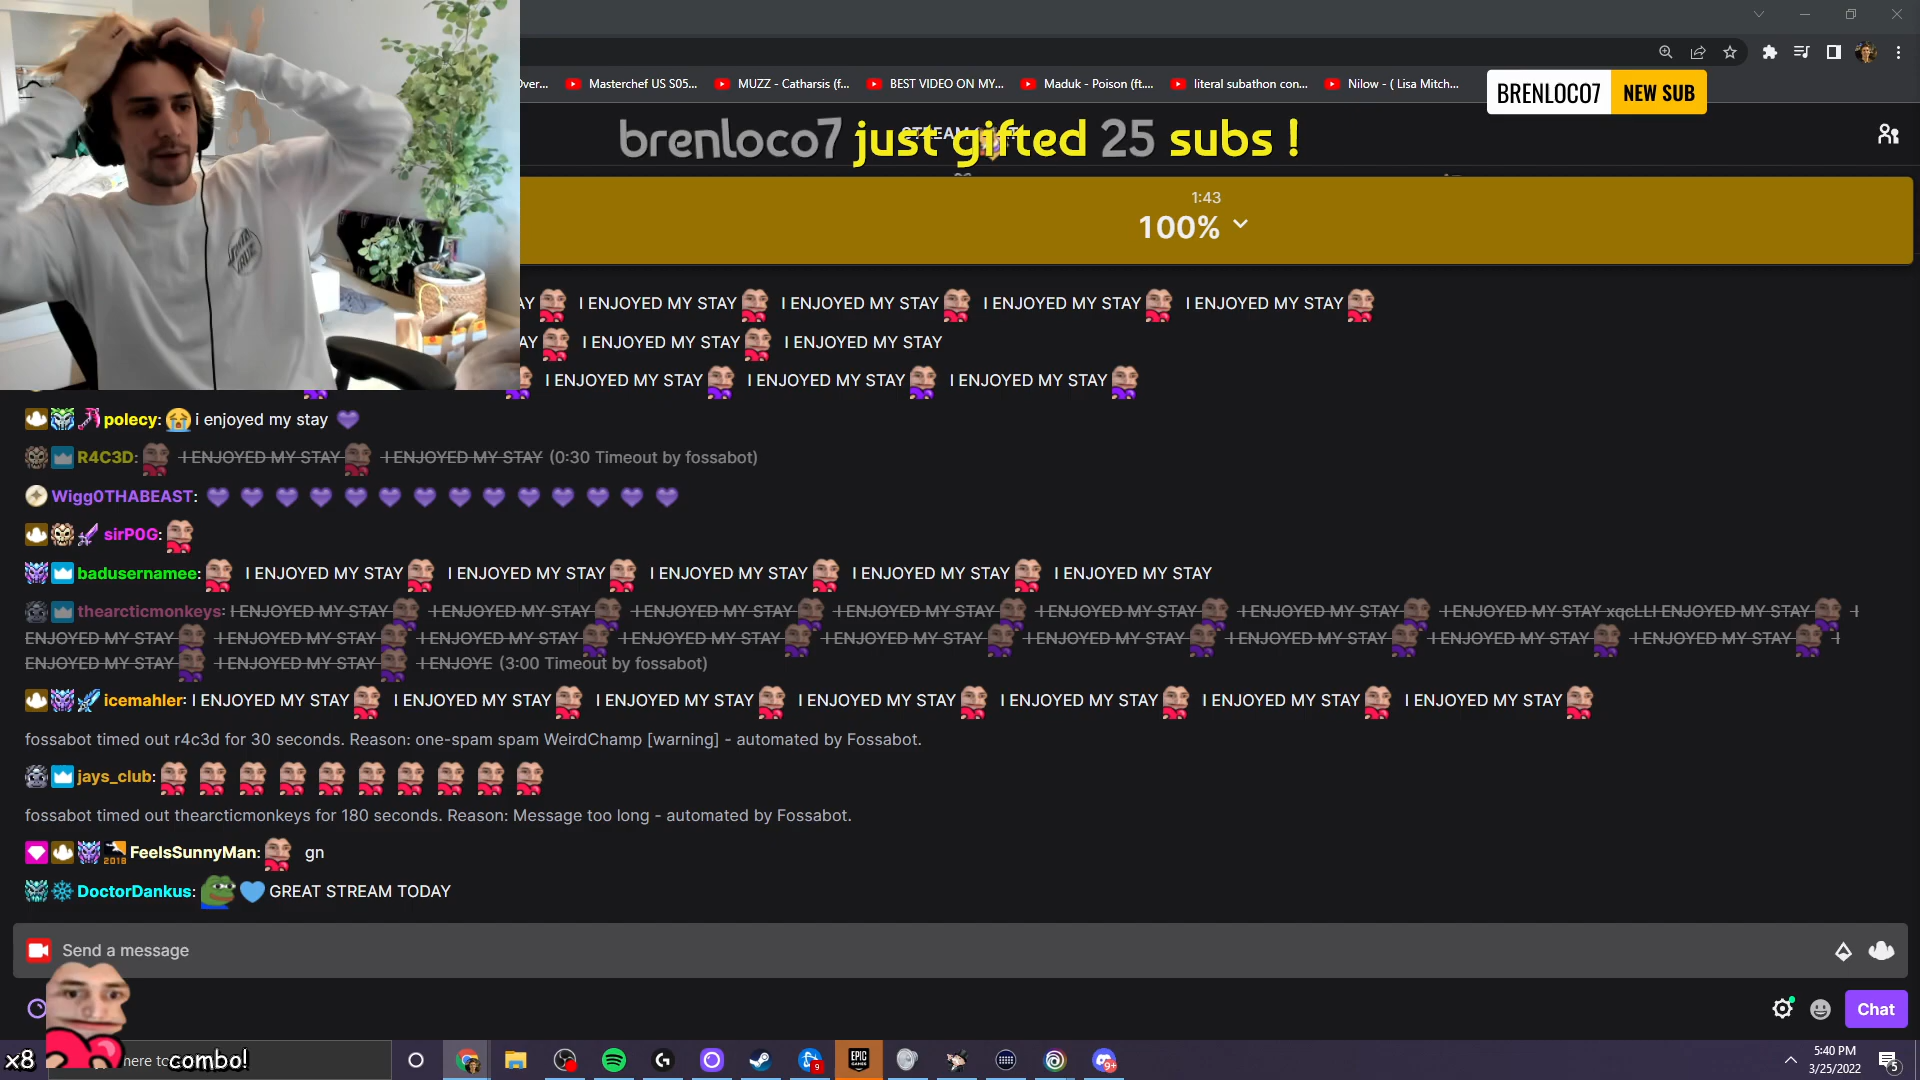 Over...
Masterchef US S05...
MUZZ - Catharsis (f...
BEST VIDEO ON MY...
Maduk - Poison (ft....
literal subathon con...
Nilow - ( Lisa Mitch...
BRENLOCO7 NEW SUB
brenloco7 just gifted 25 subs !
1:43
100%
I ENJOYED MY STAY I ENJOYED MY STAY I ENJOYED MY STAY I ENJOYED MY STAY
AY I ENJOYED MY STAY I ENJOYED MY STAY
I ENJOYED MY STAY I ENJOYED MY STAY I ENJOYED MY STAY
polecy: i enjoyed my stay
R4C3D: I ENJOYED MY STAY I ENJOYED MY STAY (0:30 Timeout by fossabot)
Wigg0THABEAST:
sirP0G:
badusernamee: I ENJOYED MY STAY I ENJOYED MY STAY I ENJOYED MY STAY I ENJOYED MY STAY I ENJOYED MY STAY
thearcticmonkeys: I ENJOYED MY STAY I ENJOYED MY STAY I ENJOYED MY STAY I ENJOYED MY STAY I ENJOYED MY STAY I ENJOYED MY STAY I ENJOYED MY STAY xqcLLI ENJOYED MY STAY I
ENJOYED MY STAY I ENJOYED MY STAY I ENJOYED MY STAY I ENJOYED MY STAY I ENJOYED MY STAY I ENJOYED MY STAY I ENJOYED MY STAY I ENJOYED MY STAY I ENJOYED MY STAY I
ENJOYED MY STAY I ENJOYED MY STAY I ENJOYE (3:00 Timeout by fossabot)
icemahler: I ENJOYED MY STAY I ENJOYED MY STAY I ENJOYED MY STAY I ENJOYED MY STAY I ENJOYED MY STAY I ENJOYED MY STAY I ENJOYED MY STAY
fossabot timed out r4c3d for 30 seconds. Reason: one-spam spam WeirdChamp [warning] - automated by Fossabot.
jays_club:
fossabot timed out thearcticmonkeys for 180 seconds. Reason: Message too long - automated by Fossabot.
2018 FeelsSunnyMan: gn
DoctorDankus: GREAT STREAM TODAY
Send a message
Chat
x8 here to combo!
9
EPIC GAMES
9+
5:40 PM
3/25/2022
5